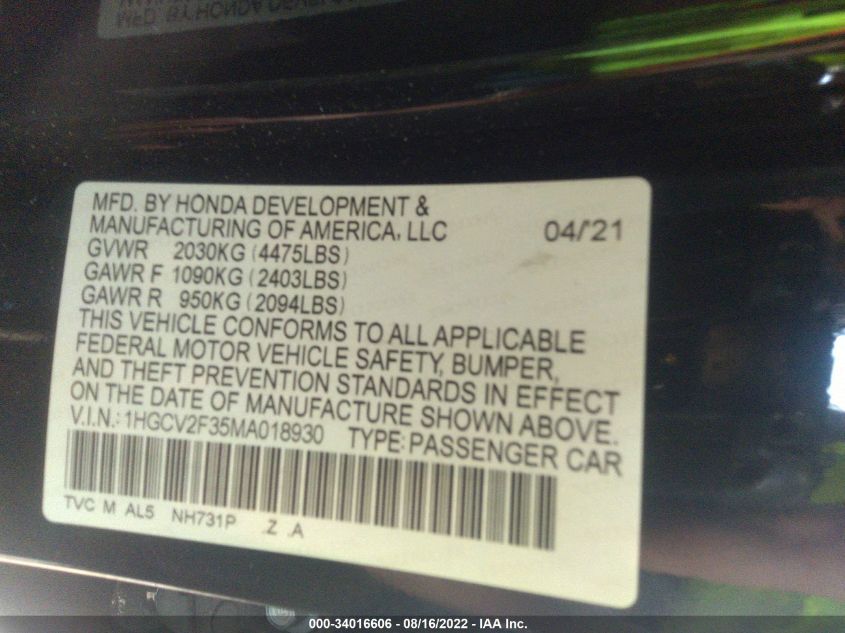 MFD. BY HONDA DEVELOPMENT &
MANUFACTURING OF AMERICA, LLC 04/'21
GVWR 2030KG (4475LBS)
GAWR F 1090KG (2403LBS)
GAWR R 950KG (2094LBS)
THIS VEHICLE CONFORMS TO ALL APPLICABLE
FEDERAL MOTOR VEHICLE SAFETY, BUMPER,
AND THEFT PREVENTION STANDARDS IN EFFECT
ON THE DATE OF MANUFACTURE SHOWN ABOVE.
V.I.N.: 1HGCV2F35MA018930 TYPE: PASSENGER CAR
TVC M AL5 NH731P .Z .A
000-34016606 - 08/16/2022 - IAA Inc.